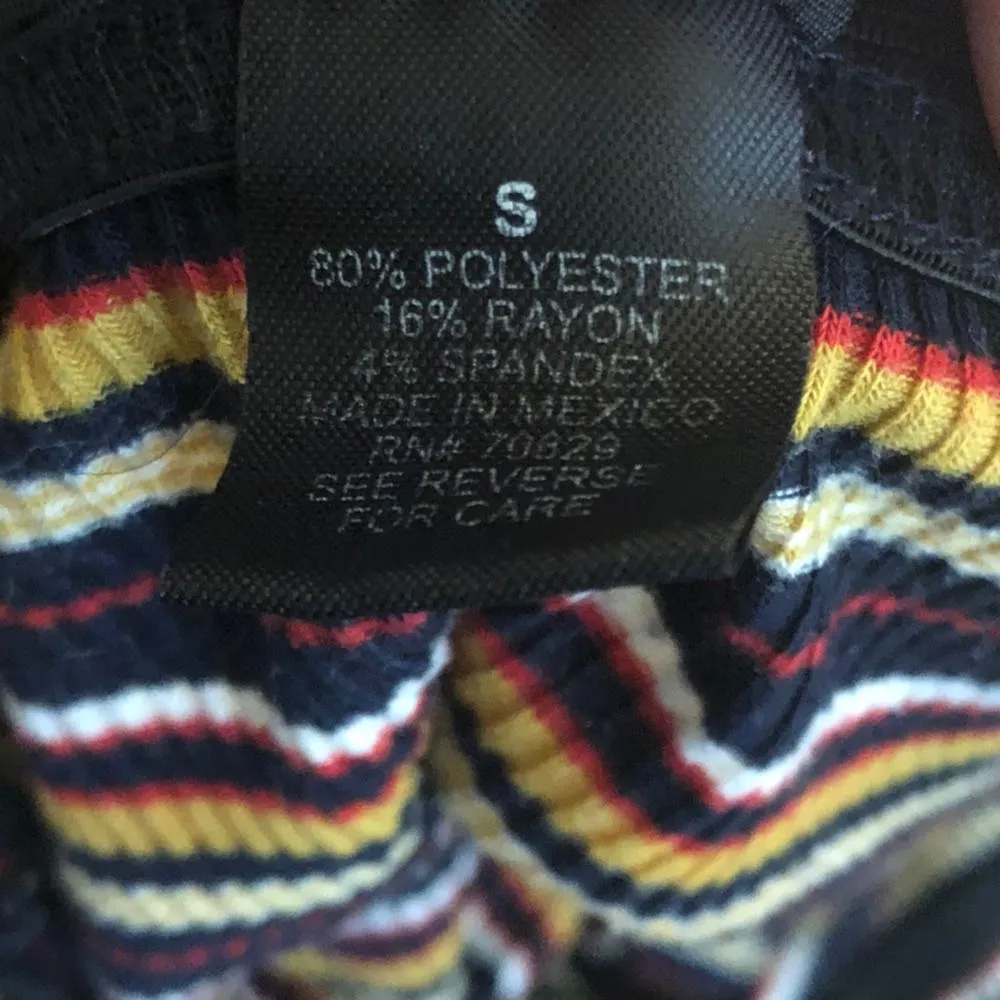 S
80% POLYESTER
16% RAYON
4% SPANDEX
MADE IN MEXICO
RN# 70829
SEE REVERSE
FOR CARE